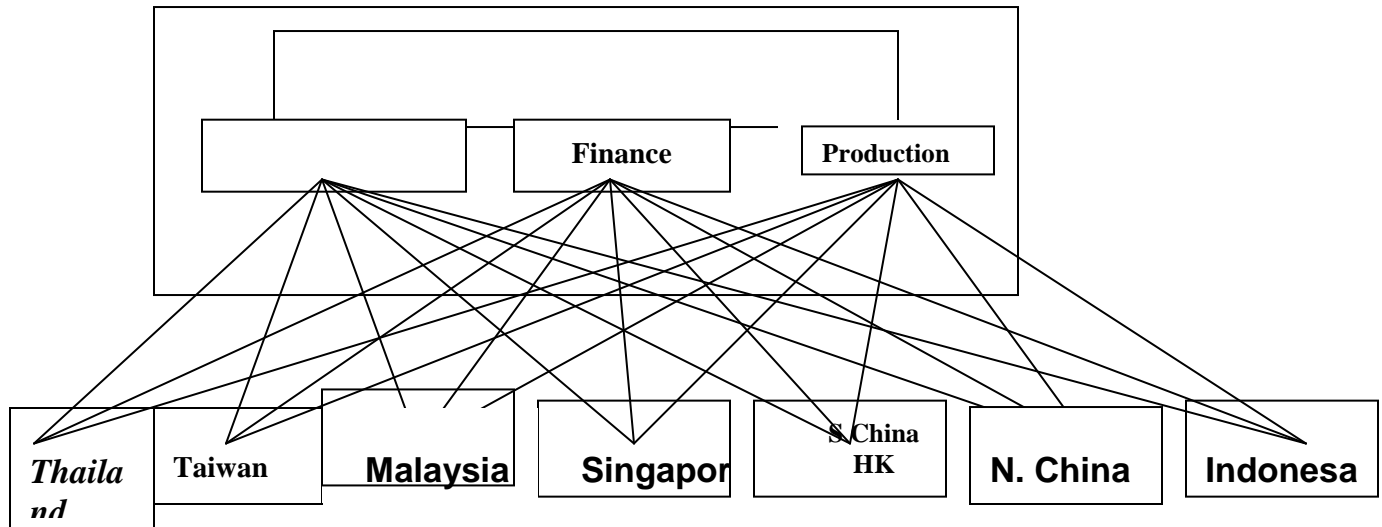 Finance
Production
Thaila
nd
Taiwan
Malaysia
Singapor
S China
HK
N. China
Indonesa